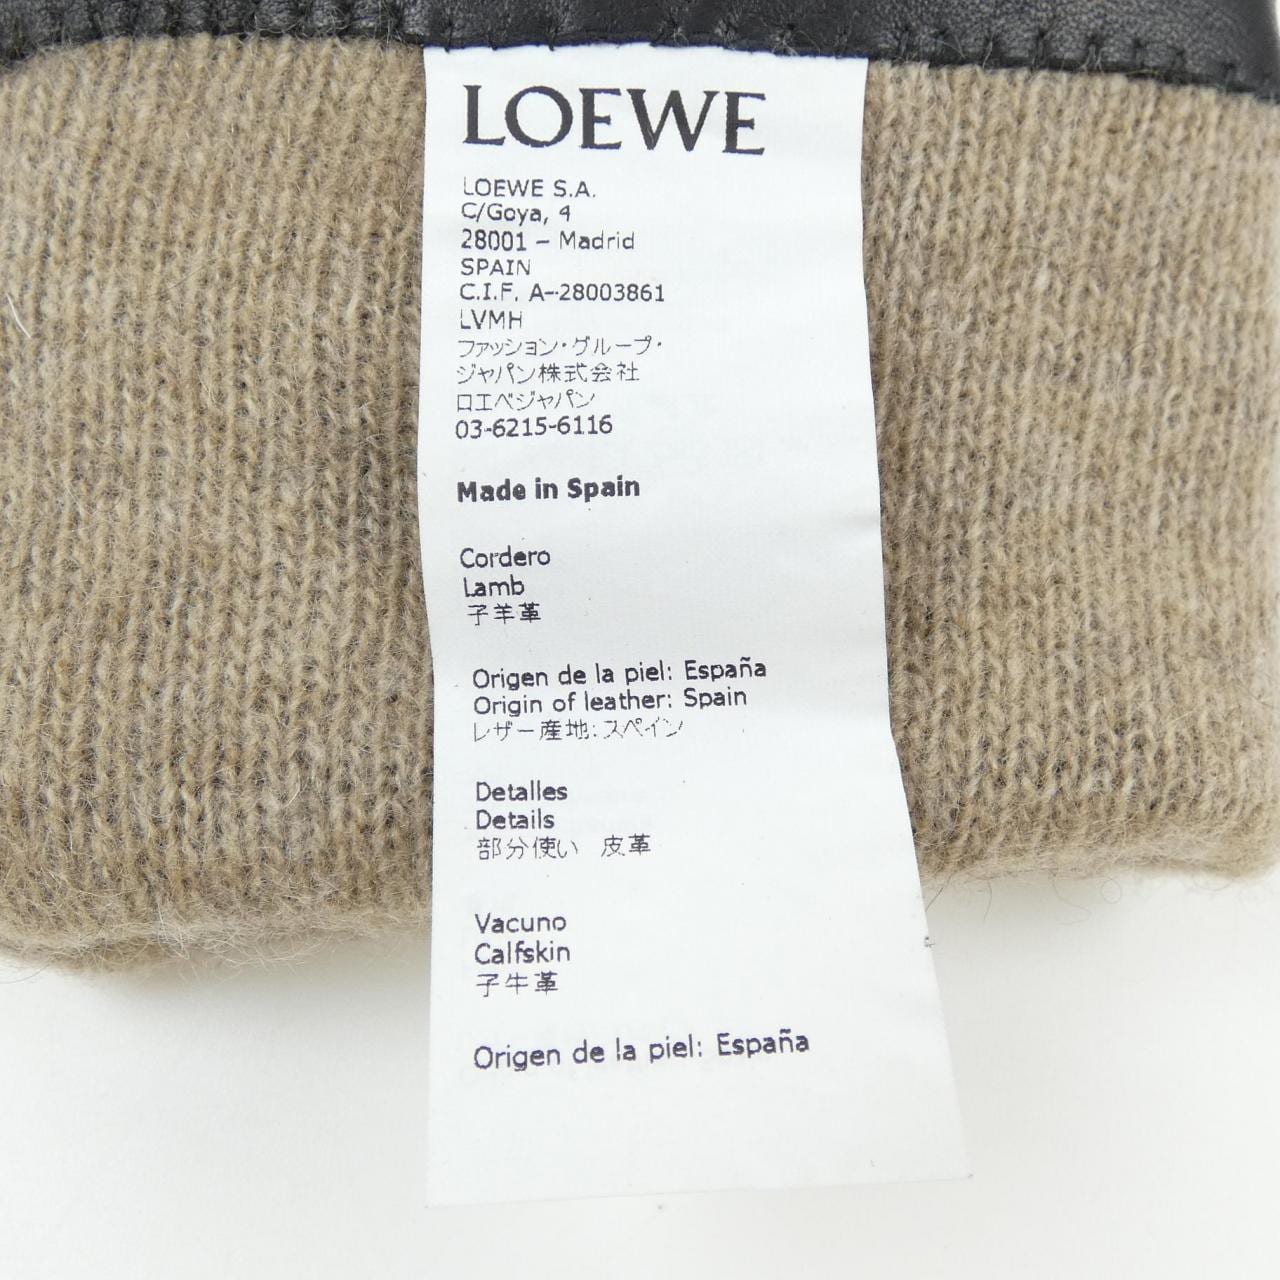 LOEWE
LOEWE S.A.
C/Goya, 4
28001 – Madrid
SPAIN
C.I.F. A-28003861
LVMH
ファッション・グループ・
ジャパン株式会社
ロエベジャパン
03-6215-6116
Made in Spain
Cordero
Lamb
子羊革
Origen de la piel: España
Origin of leather: Spain
レザー産地: スペイン
Detalles
Details
部分使い 皮革
Vacuno
Calfskin
子牛革
Origen de la piel: España